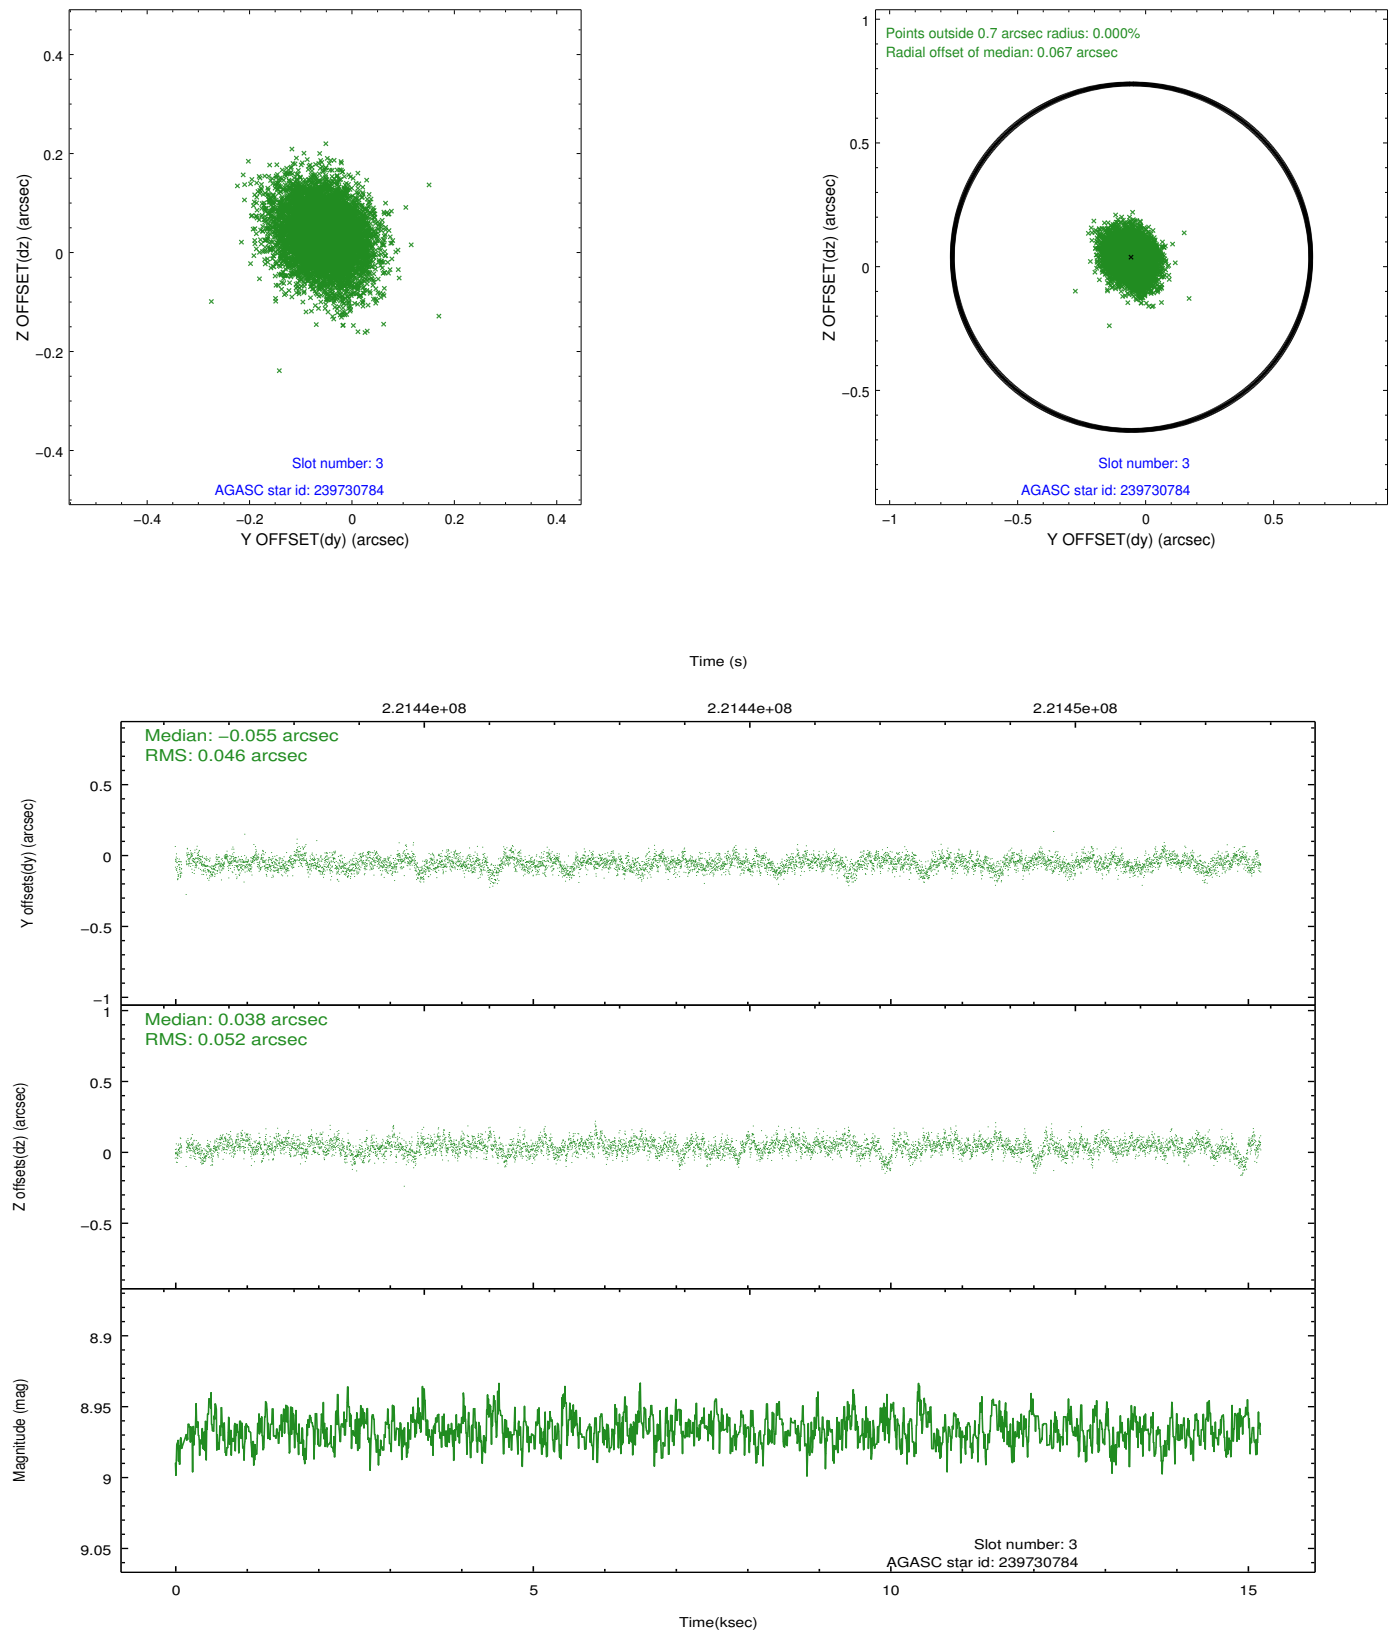 0.4
0.2
0
−0.2
−0.4
Z OFFSET(dz) (arcsec)
Slot number: 3
AGASC star id: 239730784
−0.4
−0.2
0
0.2
0.4
Y OFFSET(dy) (arcsec)
1
0.5
0
−0.5
Z OFFSET(dz) (arcsec)
Points outside 0.7 arcsec radius: 0.000%
Radial offset of median: 0.067 arcsec
Slot number: 3
AGASC star id: 239730784
−1
−0.5
0
0.5
Y OFFSET(dy) (arcsec)
Time (s)
2.2144e+08
2.2144e+08
2.2145e+08
Median: −0.055 arcsec
RMS: 0.046 arcsec
0.5
0
−0.5
−1
Y offsets(dy) (arcsec)
Median: 0.038 arcsec
RMS: 0.052 arcsec
1
0.5
0
−0.5
Z offsets(dz) (arcsec)
8.9
8.95
9
9.05
Magnitude (mag)
Slot number: 3
AGASC star id: 239730784
0
5
10
15
Time(ksec)